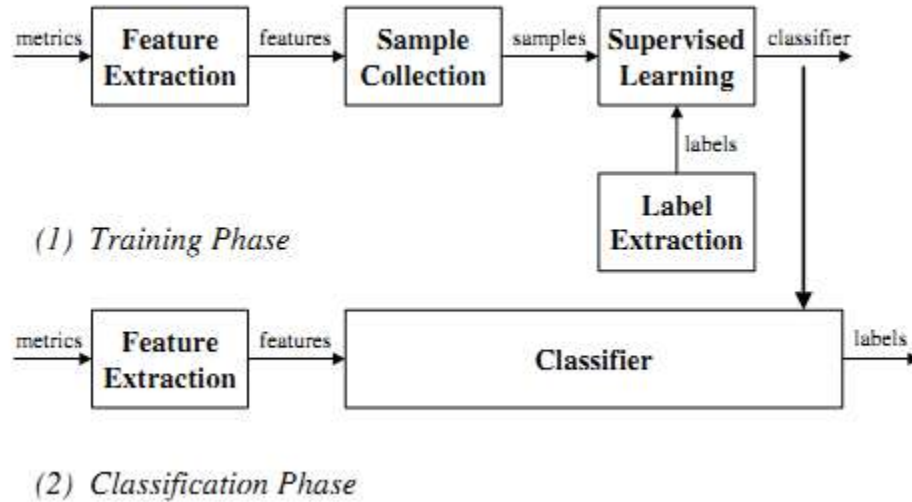 metrics
Feature
Extraction
features
Sample
Collection
samples
Supervised
Learning
classifier
labels
Label
Extraction
(1) Training Phase
metrics
Feature
Extraction
features
Classifier
labels
(2) Classification Phase